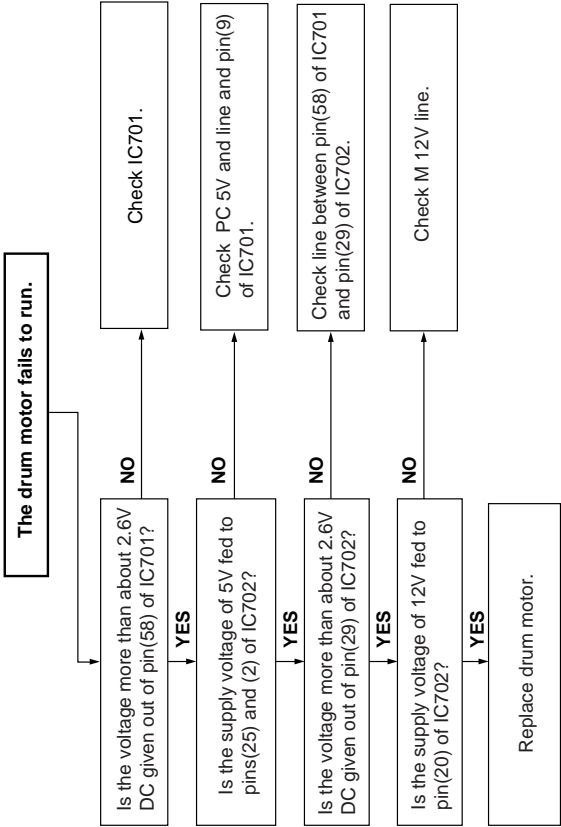 The drum motor fails to run.
Is the voltage more than about 2.6V
DC given out of pin(58) of IC701?
NO
Check IC701.
YES
Is the supply voltage of 5V fed to
pins(25) and (2) of IC702?
NO
Check  PC 5V and line and pin(9)
of IC701.
YES
Is the voltage more than about 2.6V
DC given out of pin(29) of IC702?
NO
Check line between pin(58) of IC701
and pin(29) of IC702.
YES
Is the supply voltage of 12V fed to
pin(20) of IC702?
NO
Check M 12V line.
YES
Replace drum motor.